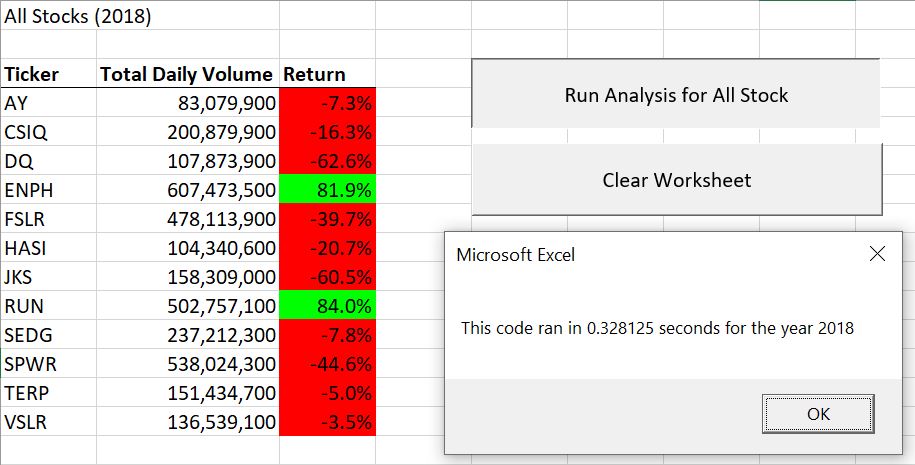 All Stocks (2018)
Ticker Total Daily Volume Return
AY 83,079,900 -7.3%
CSIQ 200,879,900 -16.3%
DQ 107,873,900 -62.6%
ENPH 607,473,500 81.9%
FSLR 478,113,900 -39.7%
HASI 104,340,600 -20.7%
JKS 158,309,000 -60.5%
RUN 502,757,100 84.0%
SEDG 237,212,300 -7.8%
SPWR 538,024,300 -44.6%
TERP 151,434,700 -5.0%
VSLR 136,539,100 -3.5%
Run Analysis for All Stock
Clear Worksheet
Microsoft Excel
This code ran in 0.328125 seconds for the year 2018
OK